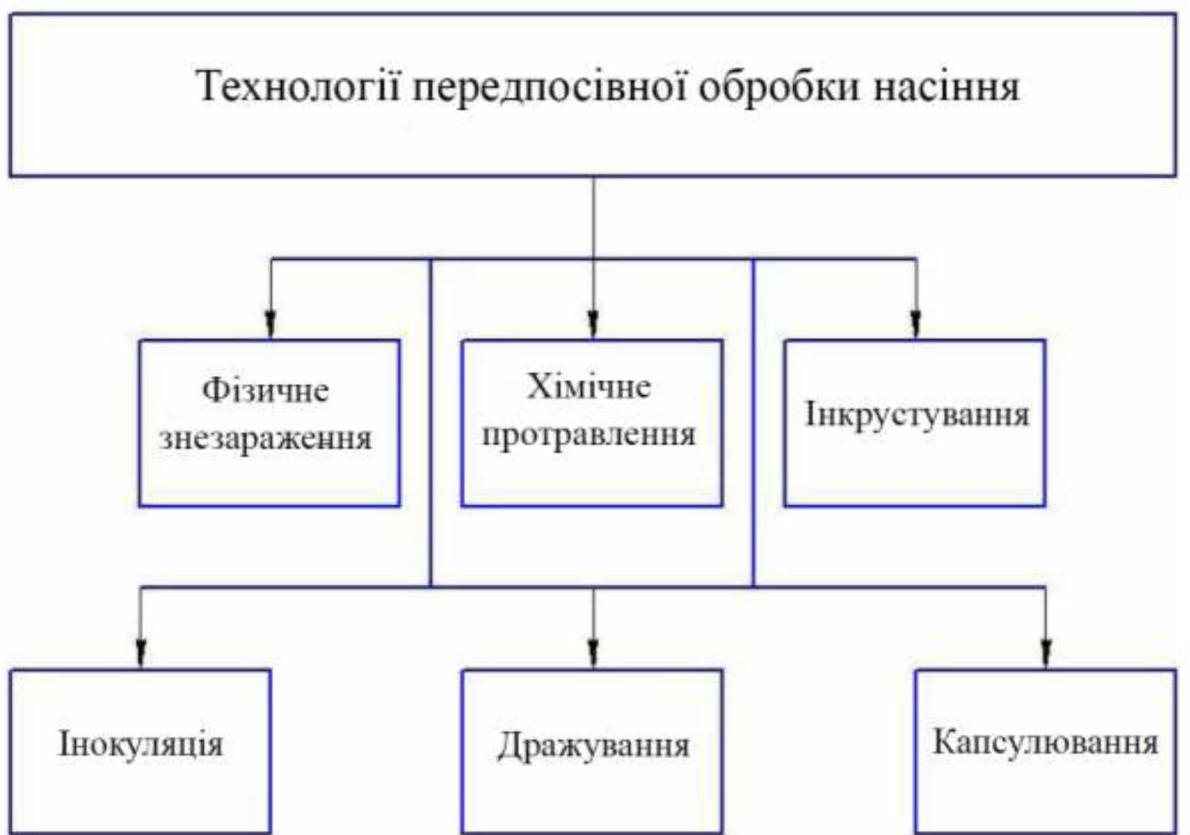 Технології передпосівної обробки насіння
Фізичне
знезараження
Хімічне
протравлення
Інкрустування
Інокуляція
Дражування
Капсулювання